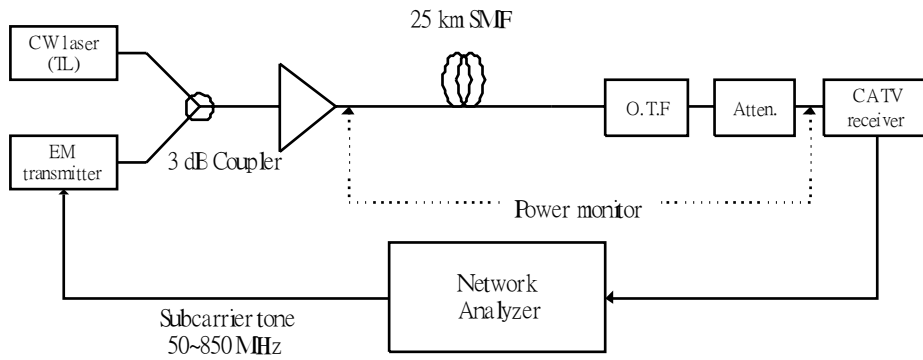 25 km SMF
CW laser
(TL)
EM
transmitter
3 dB Coupler
O.T.F
Atten.
CATV
receiver
Power monitor
Network
Analyzer
Subcarrier tone
50~850 MHz